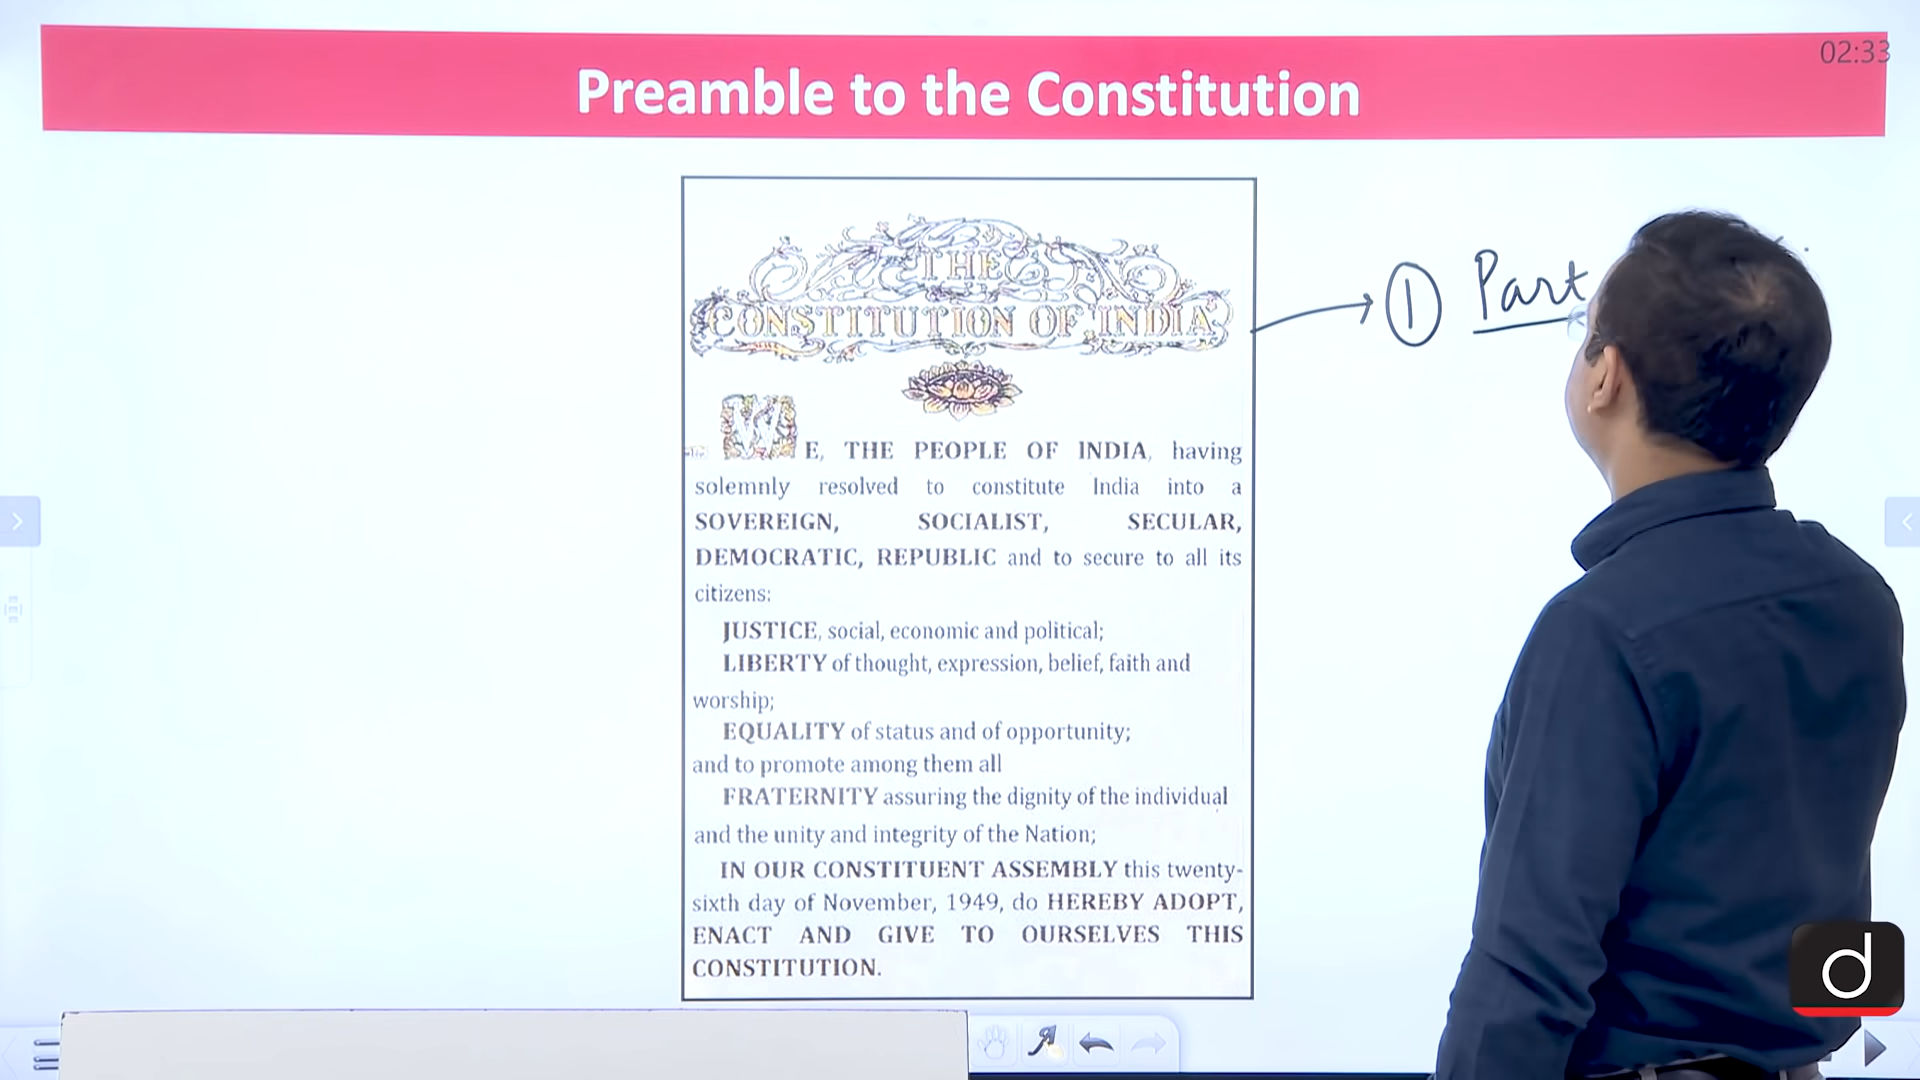 02:33
Preamble to the Constitution
① Part
THE
CONSTITUTION OF INDIA
WE, THE PEOPLE OF INDIA, having
solemnly resolved to constitute India into a
SOVEREIGN, SOCIALIST, SECULAR,
DEMOCRATIC, REPUBLIC and to secure to all its
citizens:
JUSTICE, social, economic and political;
LIBERTY of thought, expression, belief, faith and
worship;
EQUALITY of status and of opportunity;
and to promote among them all
FRATERNITY assuring the dignity of the individual
and the unity and integrity of the Nation;
IN OUR CONSTITUENT ASSEMBLY this twenty-
sixth day of November, 1949, do HEREBY ADOPT,
ENACT AND GIVE TO OURSELVES THIS
CONSTITUTION.
d